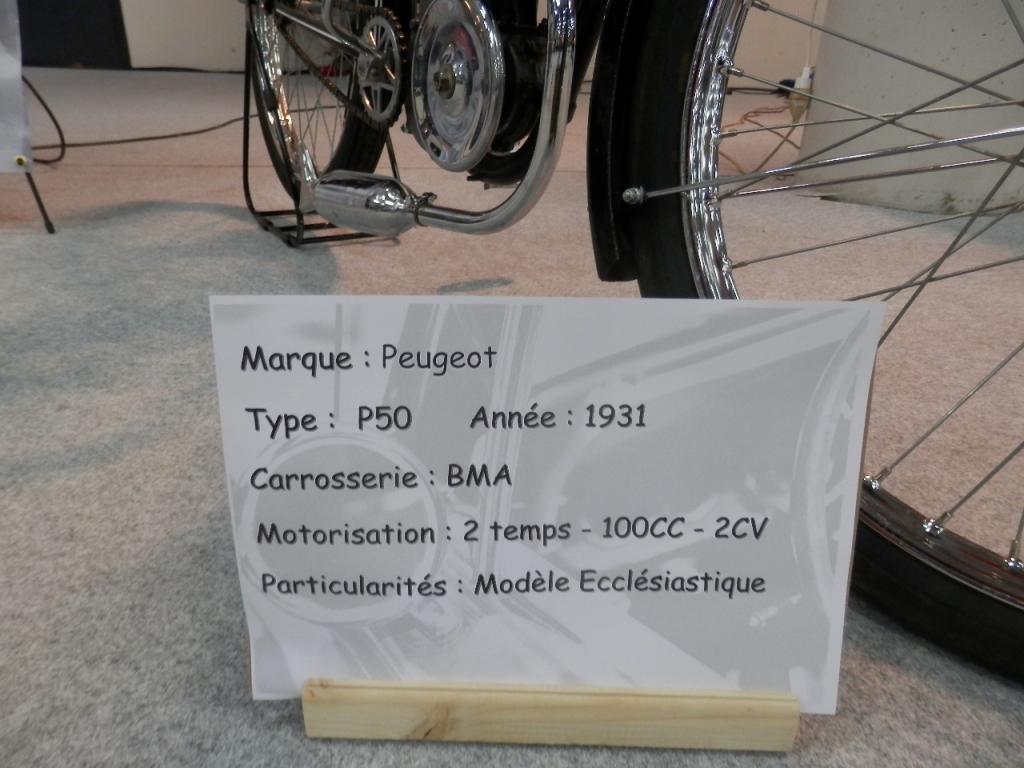 Marque : Peugeot
Type : P50 Année : 1931
Carrosserie : BMA
Motorisation : 2 temps - 100CC - 2CV
Particularités : Modèle Ecclésiastique